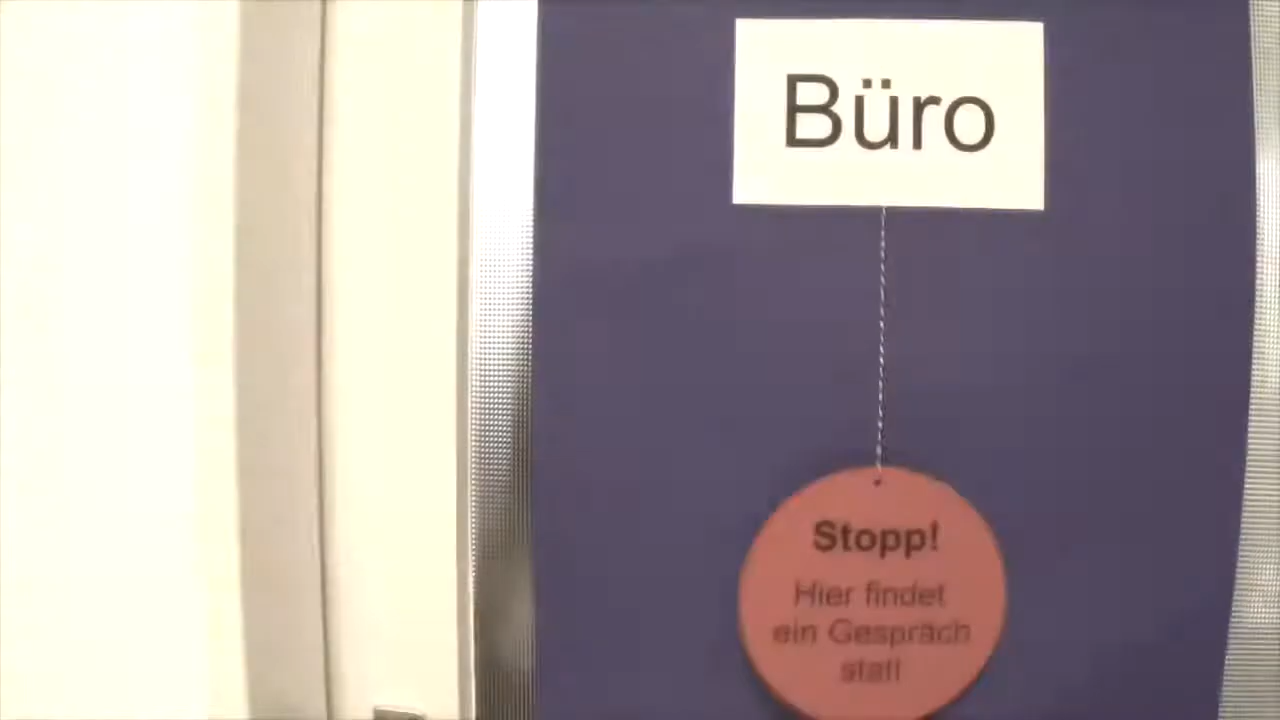 Büro
Stopp!
Hier findet
ein Gespräch
statt